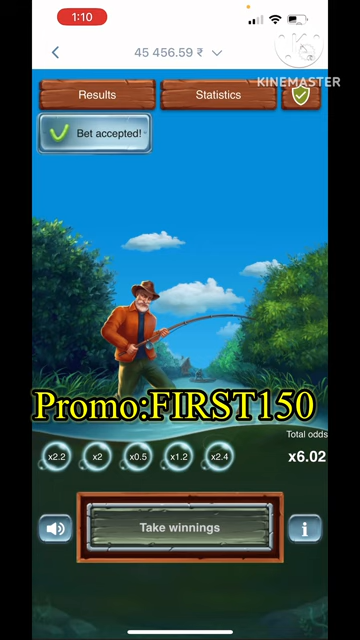 1:10
45 456.59 ₹
KINEMASTER
Results
Statistics
Bet accepted!
Promo:FIRST150
Total odds
x2.2
x2
x0.5
x1.2
x2.4
x6.02
Take winnings
i